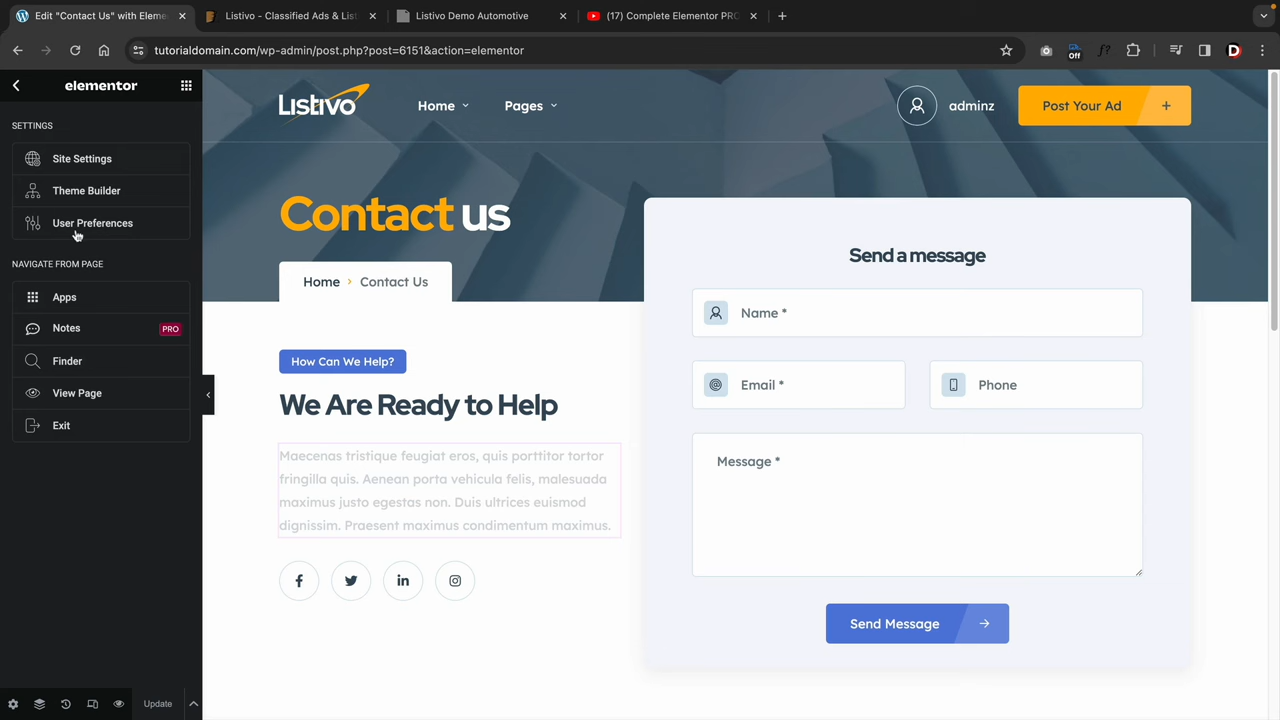 Edit "Contact Us" with Eleme
Listivo - Classified Ads & List
Listivo Demo Automotive
(17) Complete Elementor PRO
tutorialdomain.com/wp-admin/post.php?post=6151&action=elementor
Off
f?
D
elementor
SETTINGS
Site Settings
Theme Builder
User Preferences
NAVIGATE FROM PAGE
Apps
Notes PRO
Finder
View Page
Exit
Update
Listivo
Home
Pages
adminz
Post Your Ad +
Contact us
Home > Contact Us
How Can We Help?
We Are Ready to Help
Maecenas tristique feugiat eros, quis porttitor tortor
fringilla quis. Aenean porta vehicula felis, malesuada
maximus justo egestas non. Duis ultrices euismod
dignissim. Praesent maximus condimentum maximus.
Send a message
Name *
Email *
Phone
Message *
Send Message